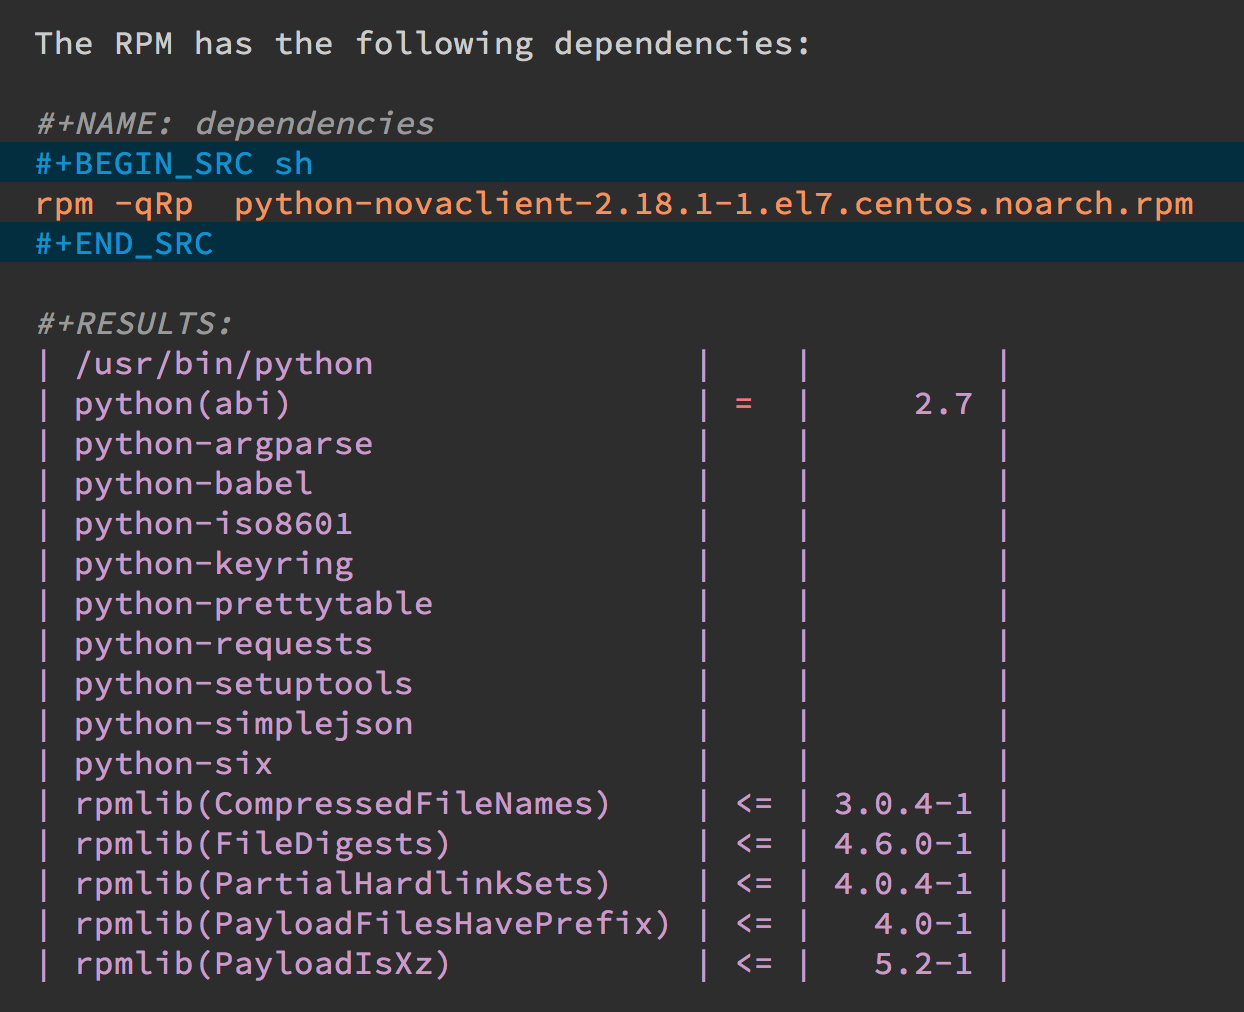 The RPM has the following dependencies:

#+NAME: dependencies
#+BEGIN_SRC sh
rpm -qRp  python-novaclient-2.18.1-1.el7.centos.noarch.rpm
#+END_SRC

#+RESULTS:
| /usr/bin/python                |    |         |
| python(abi)                    | =  |     2.7 |
| python-argparse                |    |         |
| python-babel                   |    |         |
| python-iso8601                 |    |         |
| python-keyring                 |    |         |
| python-prettytable             |    |         |
| python-requests                |    |         |
| python-setuptools              |    |         |
| python-simplejson              |    |         |
| python-six                     |    |         |
| rpmlib(CompressedFileNames)    | <= | 3.0.4-1 |
| rpmlib(FileDigests)            | <= | 4.6.0-1 |
| rpmlib(PartialHardlinkSets)    | <= | 4.0.4-1 |
| rpmlib(PayloadFilesHavePrefix) | <= |   4.0-1 |
| rpmlib(PayloadIsXz)            | <= |   5.2-1 |